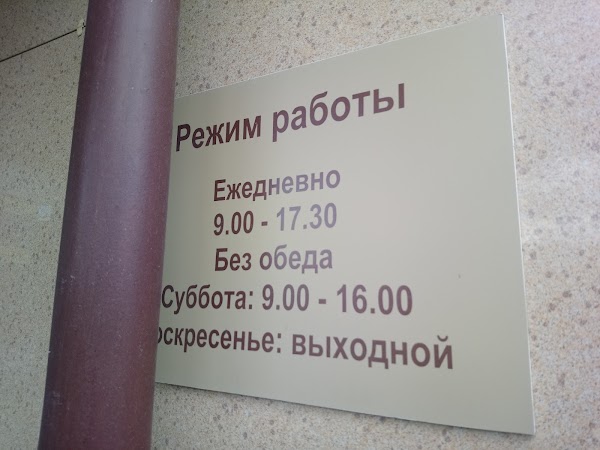 Режим работы
Ежедневно
9.00 - 17.30
Без обеда
Суббота: 9.00 - 16.00
оскресенье: выходной